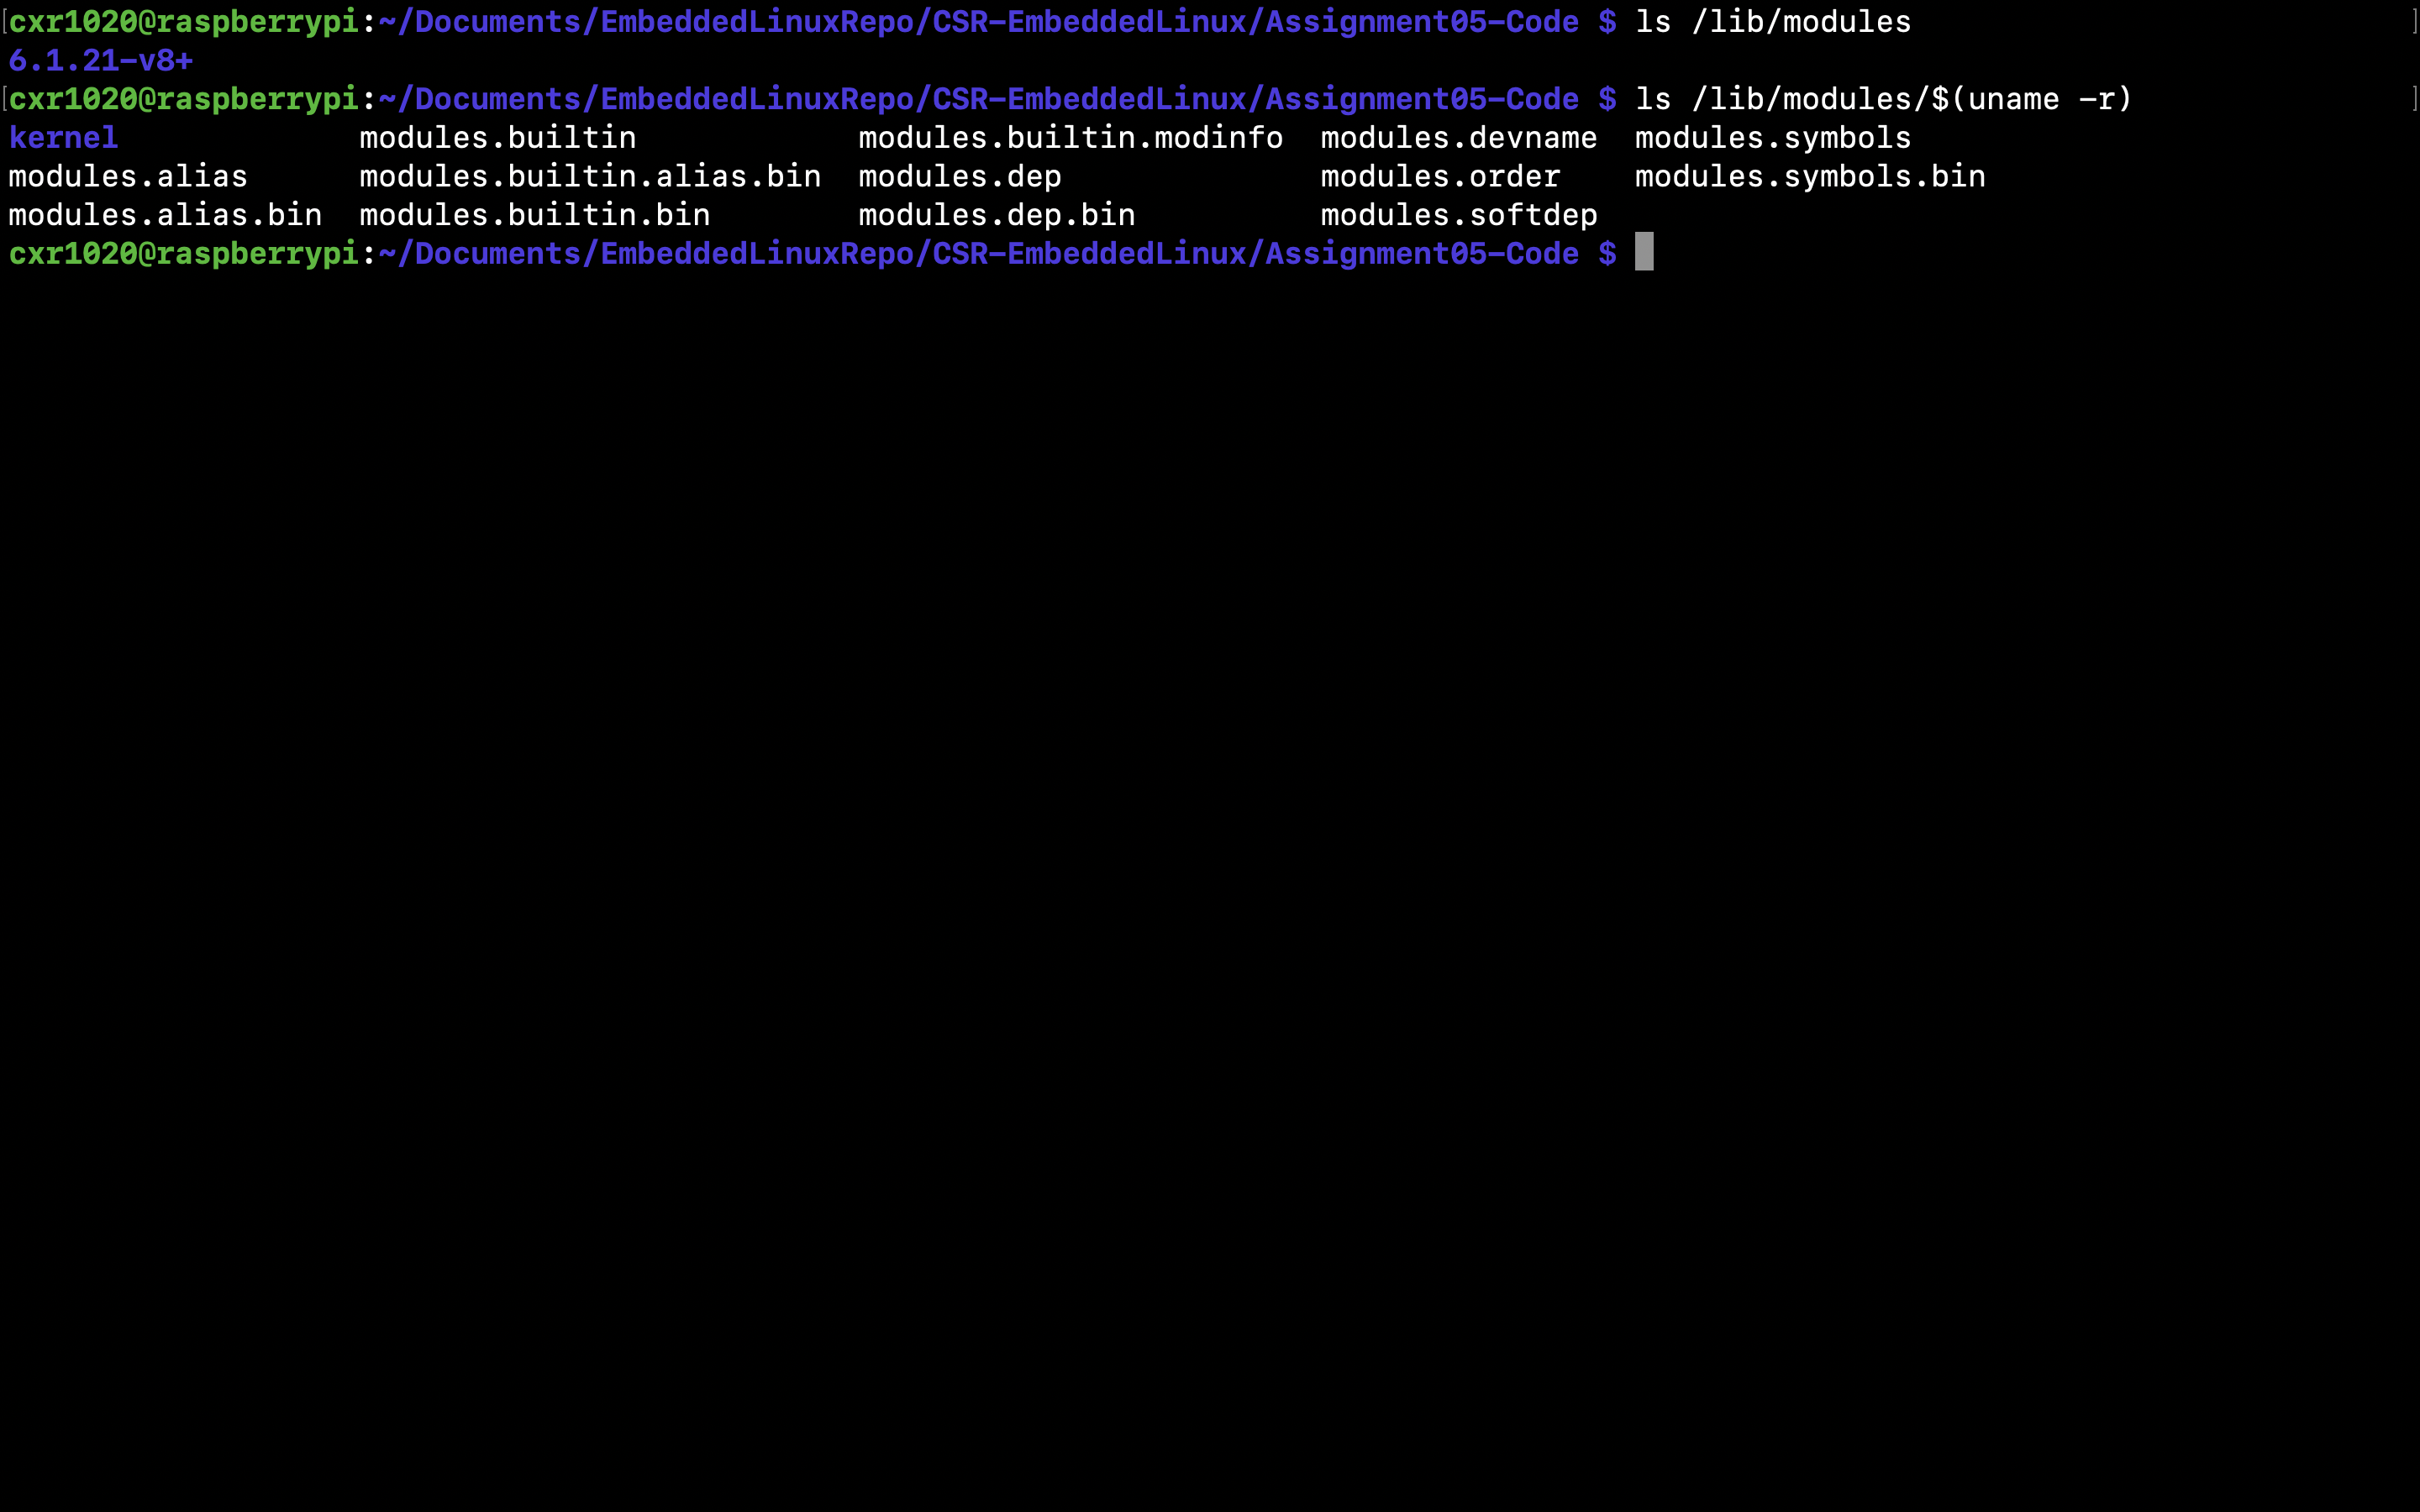 [cxr1020@raspberrypi:~/Documents/EmbeddedLinuxRepo/CSR-EmbeddedLinux/Assignment05-Code $ ls /lib/modules ]
6.1.21-v8+
[cxr1020@raspberrypi:~/Documents/EmbeddedLinuxRepo/CSR-EmbeddedLinux/Assignment05-Code $ ls /lib/modules/$(uname -r) ]
kernel modules.builtin modules.builtin.modinfo modules.devname modules.symbols
modules.alias modules.builtin.alias.bin modules.dep modules.order modules.symbols.bin
modules.alias.bin modules.builtin.bin modules.dep.bin modules.softdep
cxr1020@raspberrypi:~/Documents/EmbeddedLinuxRepo/CSR-EmbeddedLinux/Assignment05-Code $